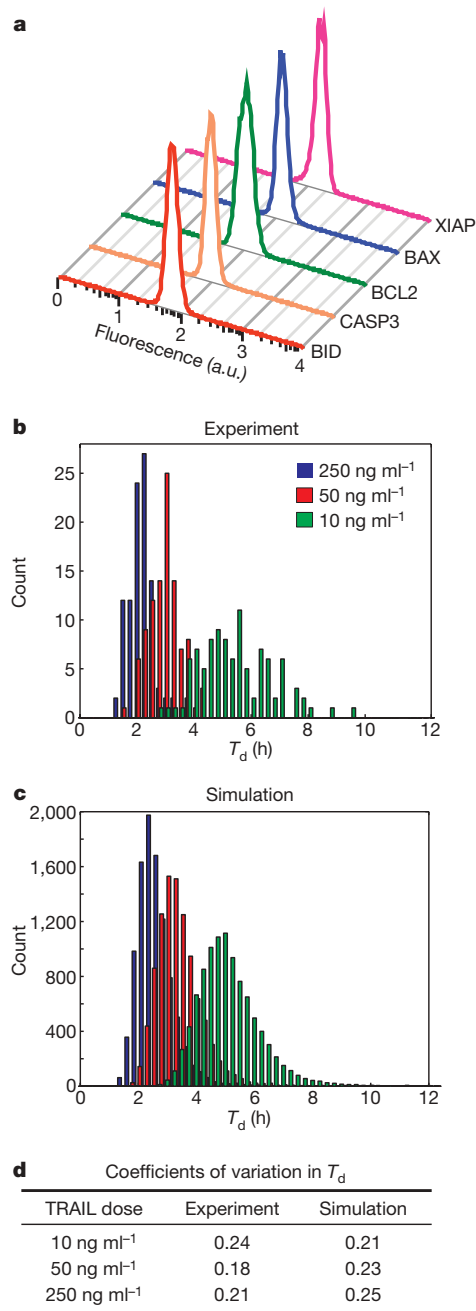 a
XIAP
BAX
BCL2
CASP3
BID
0
1
2
3
4
Fluorescence (a.u.)
b
Experiment
250 ng ml⁻¹
50 ng ml⁻¹
10 ng ml⁻¹
25
20
15
10
5
0
Count
0 2 4 6 8 10 12
T_d (h)
c
Simulation
2,000
1,600
1,200
800
400
0
Count
0 2 4 6 8 10 12
T_d (h)
d Coefficients of variation in T_d
TRAIL dose Experiment Simulation
10 ng ml⁻¹ 0.24 0.21
50 ng ml⁻¹ 0.18 0.23
250 ng ml⁻¹ 0.21 0.25